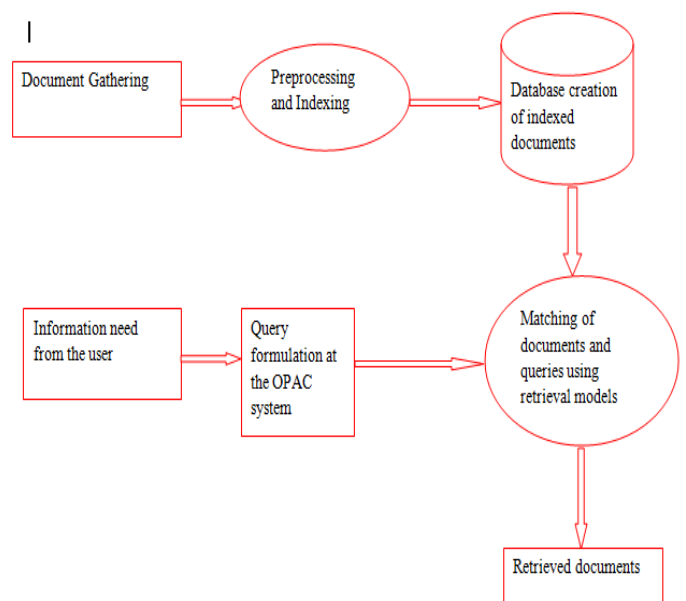 Document Gathering
Preprocessing
and Indexing
Database creation
of indexed
documents
Information need
from the user
Query
formulation at
the OPAC
system
Matching of
documents and
queries using
retrieval models
Retrieved documents